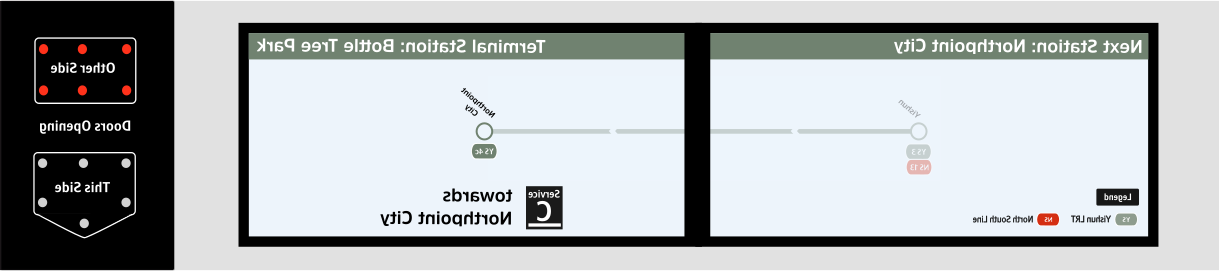 Next Station: Northpoint City
Terminal Station: Bottle Tree Park
Yishun
YS 3
NS 13
Northpoint
City
YS 4c
Legend
YS Yishun LRT NS North South Line
Service
C
towards
Northpoint City
Other Side
Doors Opening
This Side